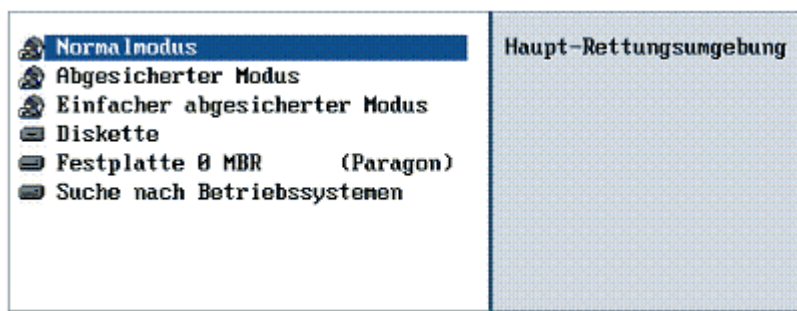 Normalmodus
Abgesicherter Modus
Einfacher abgesicherter Modus
Diskette
Festplatte 0 MBR (Paragon)
Suche nach Betriebssystemen
Haupt-Rettungsumgebung